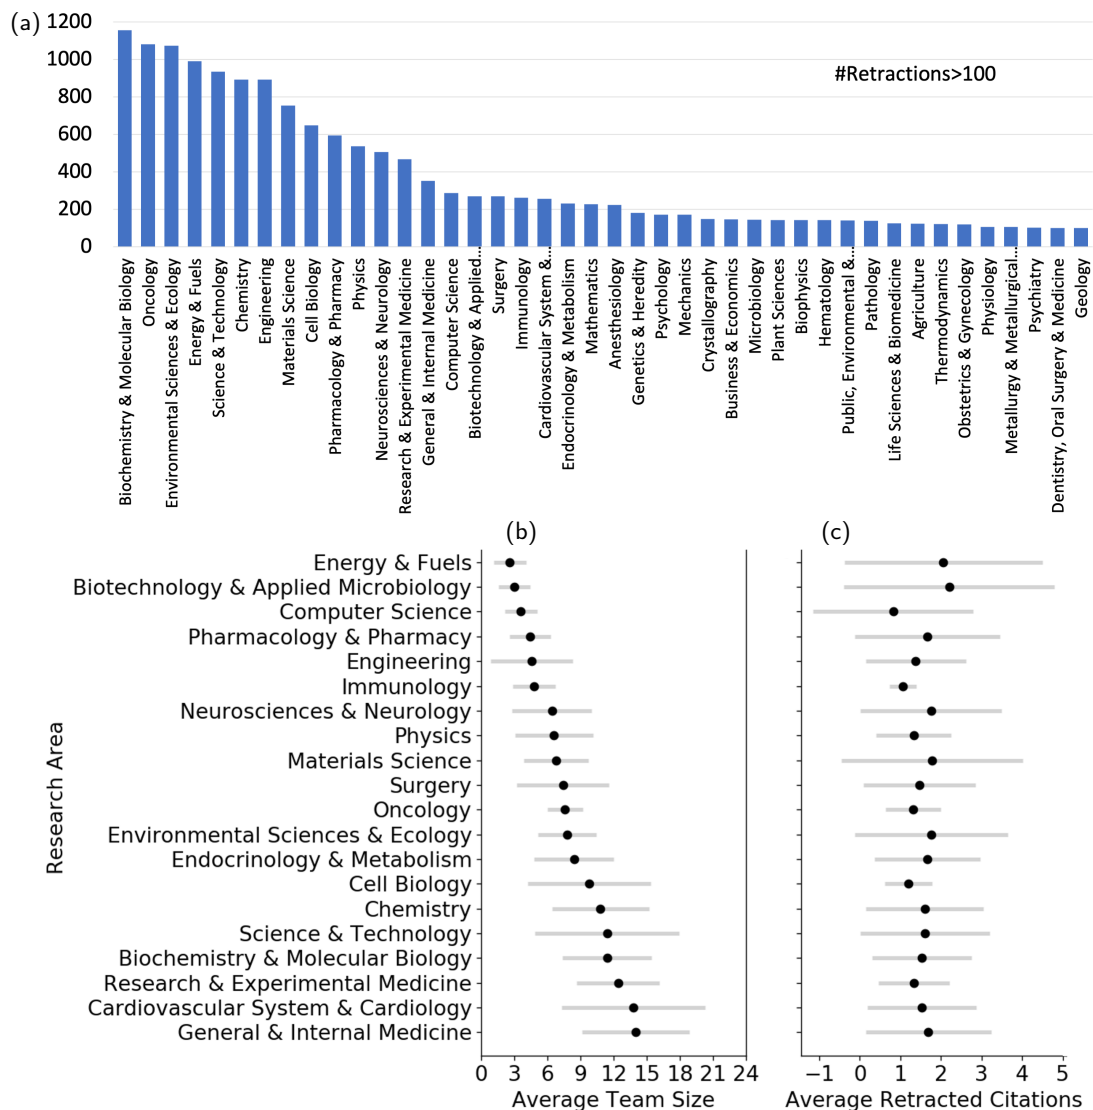 (a)
1200
1000
800
600
400
200
0
#Retractions>100
Biochemistry & Molecular Biology
Oncology
Environmental Sciences & Ecology
Energy & Fuels
Science & Technology
Chemistry
Engineering
Materials Science
Cell Biology
Pharmacology & Pharmacy
Physics
Neurosciences & Neurology
Research & Experimental Medicine
General & Internal Medicine
Computer Science
Biotechnology & Applied...
Surgery
Immunology
Cardiovascular System &...
Endocrinology & Metabolism
Mathematics
Anesthesiology
Genetics & Heredity
Psychology
Mechanics
Crystallography
Business & Economics
Microbiology
Plant Sciences
Biophysics
Hematology
Public, Environmental &...
Pathology
Life Sciences & Biomedicine
Agriculture
Thermodynamics
Obstetrics & Gynecology
Physiology
Metallurgy & Metallurgical...
Psychiatry
Dentistry, Oral Surgery & Medicine
Geology
(b)
(c)
Research Area
Energy & Fuels
Biotechnology & Applied Microbiology
Computer Science
Pharmacology & Pharmacy
Engineering
Immunology
Neurosciences & Neurology
Physics
Materials Science
Surgery
Oncology
Environmental Sciences & Ecology
Endocrinology & Metabolism
Cell Biology
Chemistry
Science & Technology
Biochemistry & Molecular Biology
Research & Experimental Medicine
Cardiovascular System & Cardiology
General & Internal Medicine
0 3 6 9 12 15 18 21 24
Average Team Size
−1 0 1 2 3 4 5
Average Retracted Citations